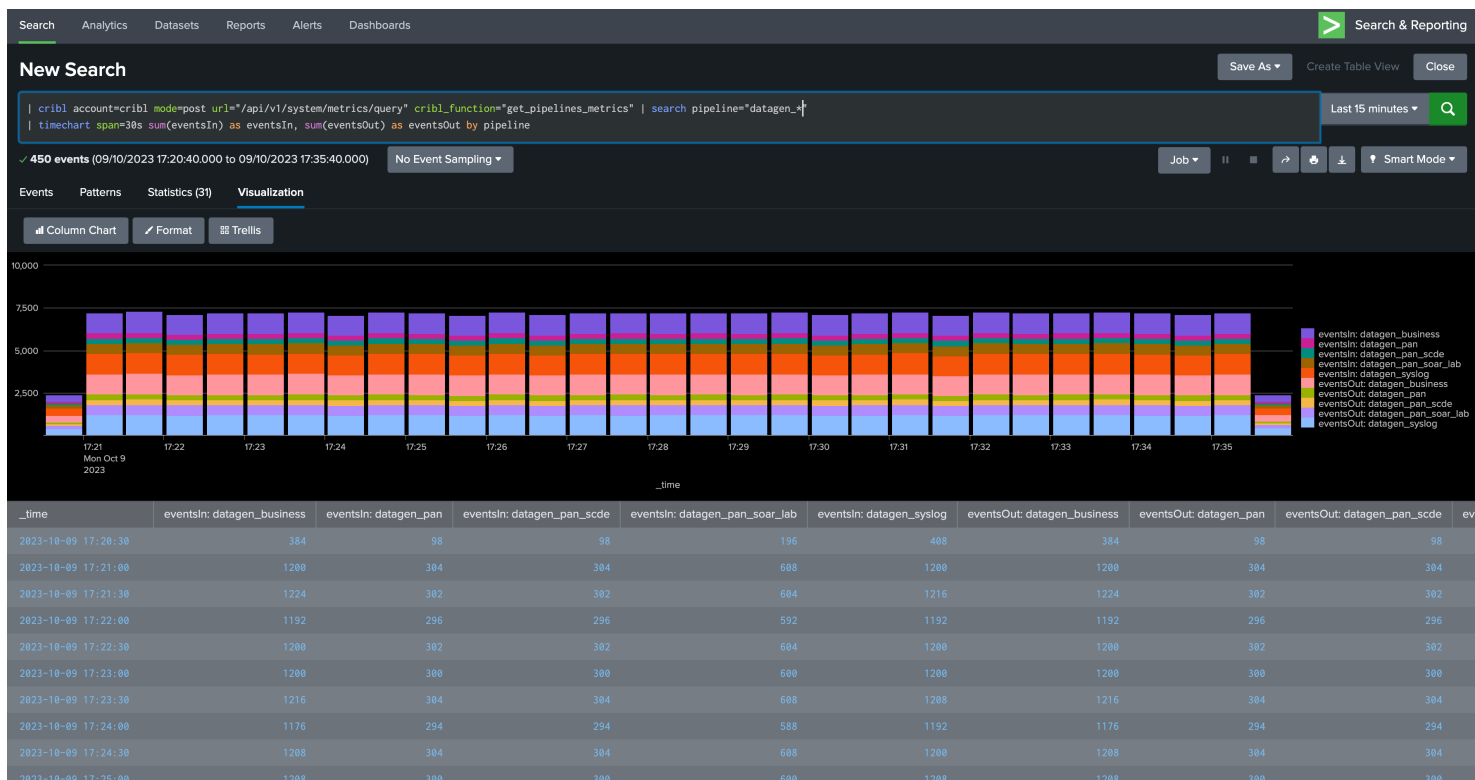 Search Analytics Datasets Reports Alerts Dashboards > Search & Reporting
New Search
Save As ▾ Create Table View Close
| cribl account=cribl mode=post url="/api/v1/system/metrics/query" cribl_function="get_pipelines_metrics" | search pipeline="datagen_*"
| timechart span=30s sum(eventsIn) as eventsIn, sum(eventsOut) as eventsOut by pipeline
Last 15 minutes ▾
✓ 450 events (09/10/2023 17:20:40.000 to 09/10/2023 17:35:40.000) No Event Sampling ▾
Job ▾ Smart Mode ▾
Events Patterns Statistics (31) Visualization
Column Chart Format Trellis
10,000
7,500
5,000
2,500
17:21 17:22 17:23 17:24 17:25 17:26 17:27 17:28 17:29 17:30 17:31 17:32 17:33 17:34 17:35
Mon Oct 9
2023
_time
eventsIn: datagen_business
eventsIn: datagen_pan
eventsIn: datagen_pan_scde
eventsIn: datagen_pan_soar_lab
eventsIn: datagen_syslog
eventsOut: datagen_business
eventsOut: datagen_pan
eventsOut: datagen_pan_scde
eventsOut: datagen_pan_soar_lab
eventsOut: datagen_syslog
_time eventsIn: datagen_business eventsIn: datagen_pan eventsIn: datagen_pan_scde eventsIn: datagen_pan_soar_lab eventsIn: datagen_syslog eventsOut: datagen_business eventsOut: datagen_pan eventsOut: datagen_pan_scde ev
2023-10-09 17:20:30 384 98 98 196 408 384 98 98
2023-10-09 17:21:00 1200 304 304 608 1200 1200 304 304
2023-10-09 17:21:30 1224 302 302 604 1216 1224 302 302
2023-10-09 17:22:00 1192 296 296 592 1192 1192 296 296
2023-10-09 17:22:30 1200 302 302 604 1200 1200 302 302
2023-10-09 17:23:00 1200 300 300 600 1200 1200 300 300
2023-10-09 17:23:30 1216 304 304 608 1208 1216 304 304
2023-10-09 17:24:00 1176 294 294 588 1192 1176 294 294
2023-10-09 17:24:30 1208 304 304 608 1200 1208 304 304
2023-10-09 17:25:00 1208 300 300 600 1208 1208 300 300